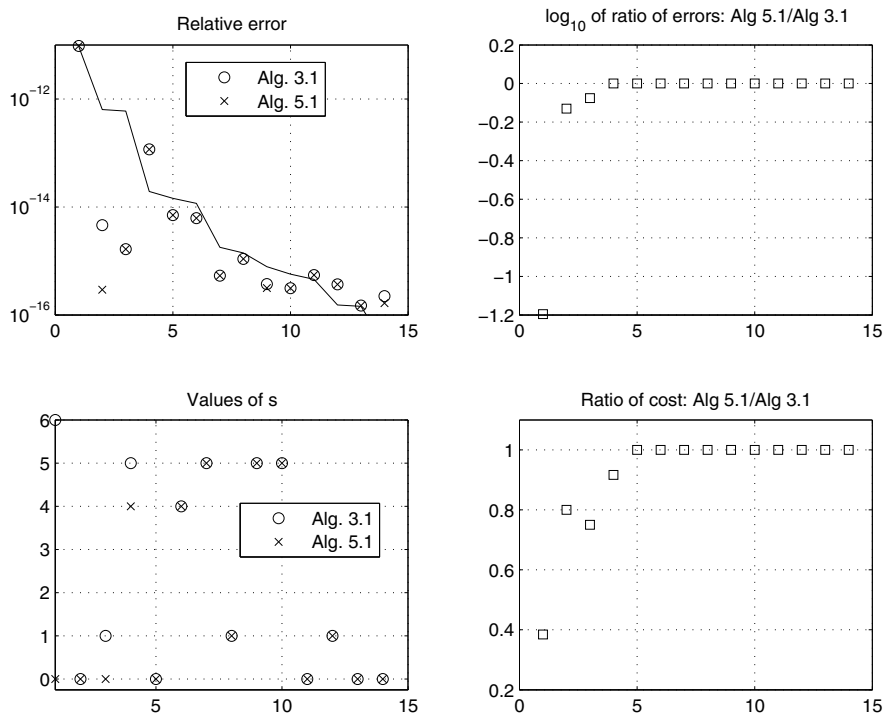 Relative error
10^-12
10^-14
10^-16
0 5 10 15
Alg. 3.1
Alg. 5.1
log10 of ratio of errors: Alg 5.1/Alg 3.1
0.2
0
−0.2
−0.4
−0.6
−0.8
−1
−1.2
0 5 10 15
Values of s
6
5
4
3
2
1
0
5 10 15
Alg. 3.1
Alg. 5.1
Ratio of cost: Alg 5.1/Alg 3.1
1
0.8
0.6
0.4
0.2
0 5 10 15